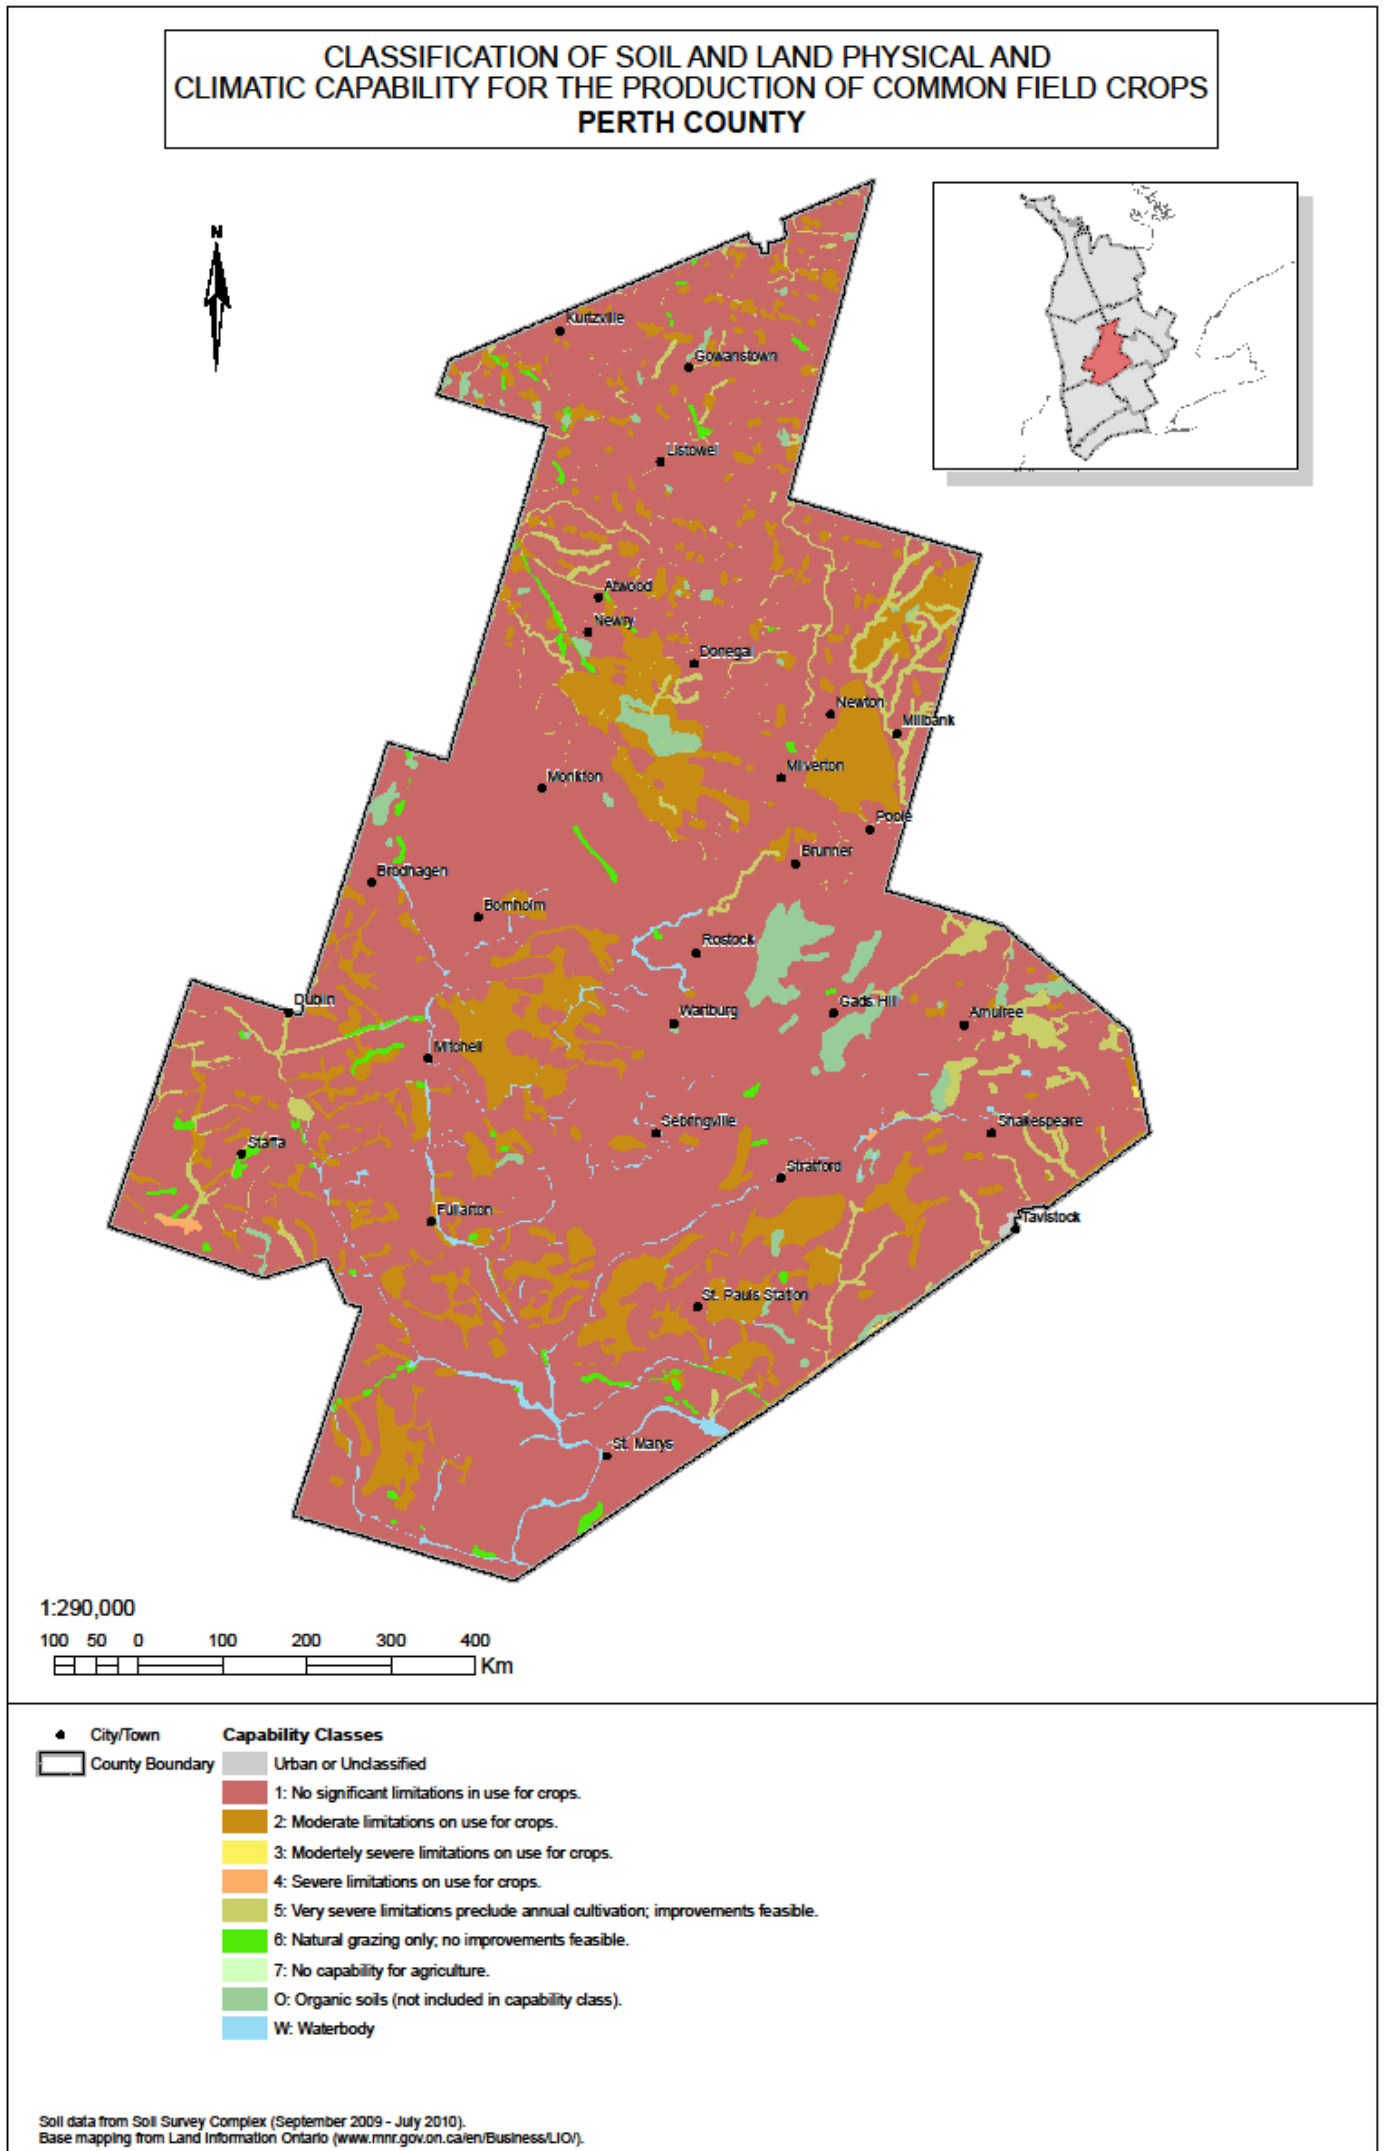 CLASSIFICATION OF SOIL AND LAND PHYSICAL AND
CLIMATIC CAPABILITY FOR THE PRODUCTION OF COMMON FIELD CROPS
PERTH COUNTY
N
Kurtzville
Gowanstown
Listowel
Atwood
Newry
Donegal
Newton
Millbank
Milverton
Monkton
Poole
Brunner
Brodhagen
Bornholm
Rostock
Dublin
Gads Hill
Wartburg
Amulree
Mitchell
Sebringville
Shakespeare
Staffa
Stratford
Fullarton
Tavistock
St. Pauls Station
St. Marys
1:290,000
100 50 0 100 200 300 400
Km
City/Town
County Boundary
Capability Classes
Urban or Unclassified
1: No significant limitations in use for crops.
2: Moderate limitations on use for crops.
3: Modertely severe limitations on use for crops.
4: Severe limitations on use for crops.
5: Very severe limitations preclude annual cultivation; improvements feasible.
6: Natural grazing only; no improvements feasible.
7: No capability for agriculture.
O: Organic soils (not included in capability class).
W: Waterbody
Soil data from Soil Survey Complex (September 2009 - July 2010).
Base mapping from Land Information Ontario (www.mnr.gov.on.ca/en/Business/LIO/).